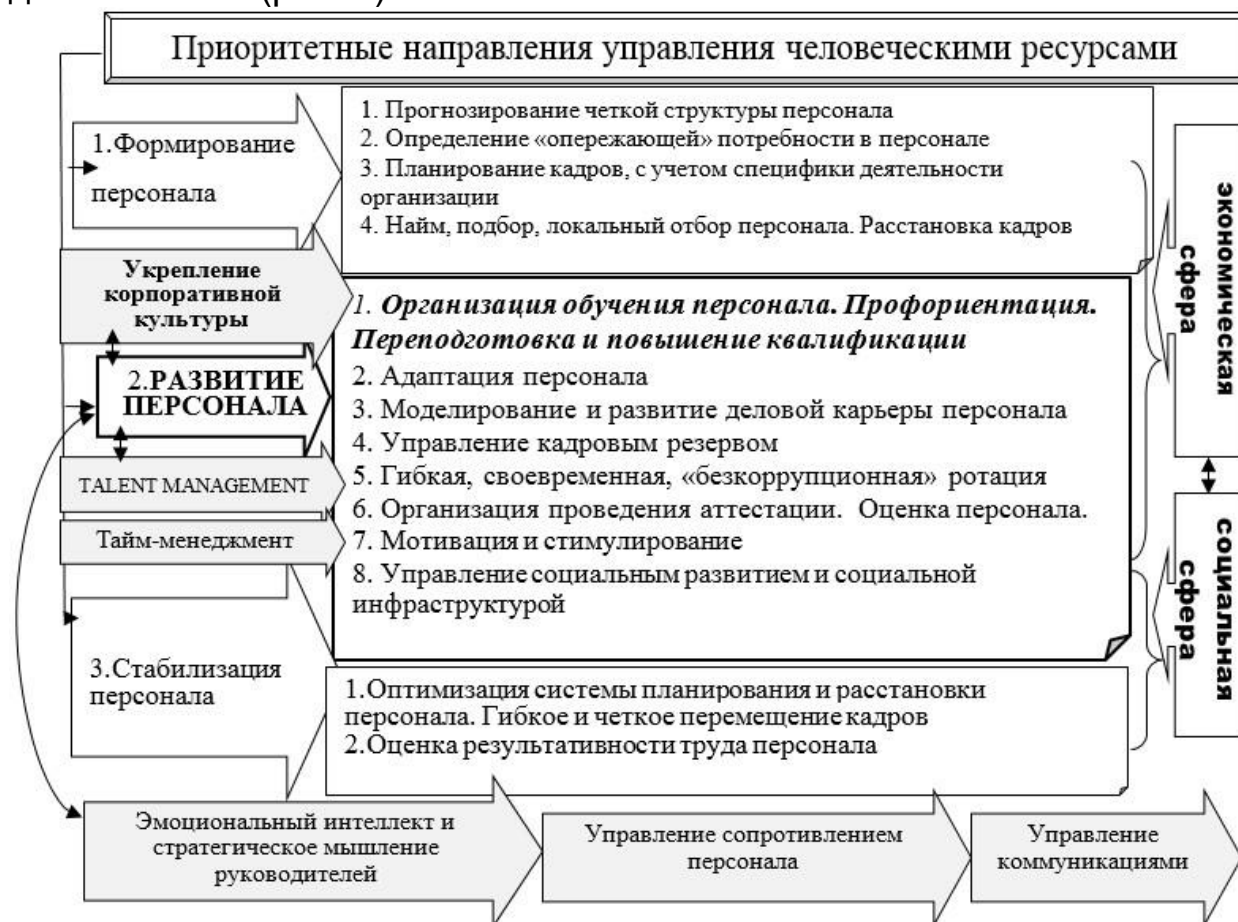 Приоритетные направления управления человеческими ресурсами
1.Формирование
персонала
1. Прогнозирование четкой структуры персонала
2. Определение «опережающей» потребности в персонале
3. Планирование кадров, с учетом специфики деятельности
организации
4. Найм, подбор, локальный отбор персонала. Расстановка кадров
Укрепление
корпоративной
культуры
2.РАЗВИТИЕ
ПЕРСОНАЛА
TALENT MANAGEMENT
Тайм-менеджмент
1. Организация обучения персонала. Профориентация.
Переподготовка и повышение квалификации
2. Адаптация персонала
3. Моделирование и развитие деловой карьеры персонала
4. Управление кадровым резервом
5. Гибкая, своевременная, «безкоррупционная» ротация
6. Организация проведения аттестации. Оценка персонала.
7. Мотивация и стимулирование
8. Управление социальным развитием и социальной
инфраструктурой
3.Стабилизация
персонала
1.Оптимизация системы планирования и расстановки
персонала. Гибкое и четкое перемещение кадров
2.Оценка результативности труда персонала
экономическая
сфера
социальная
сфера
Эмоциональный интеллект и
стратегическое мышление
руководителей
Управление сопротивлением
персонала
Управление
коммуникациями